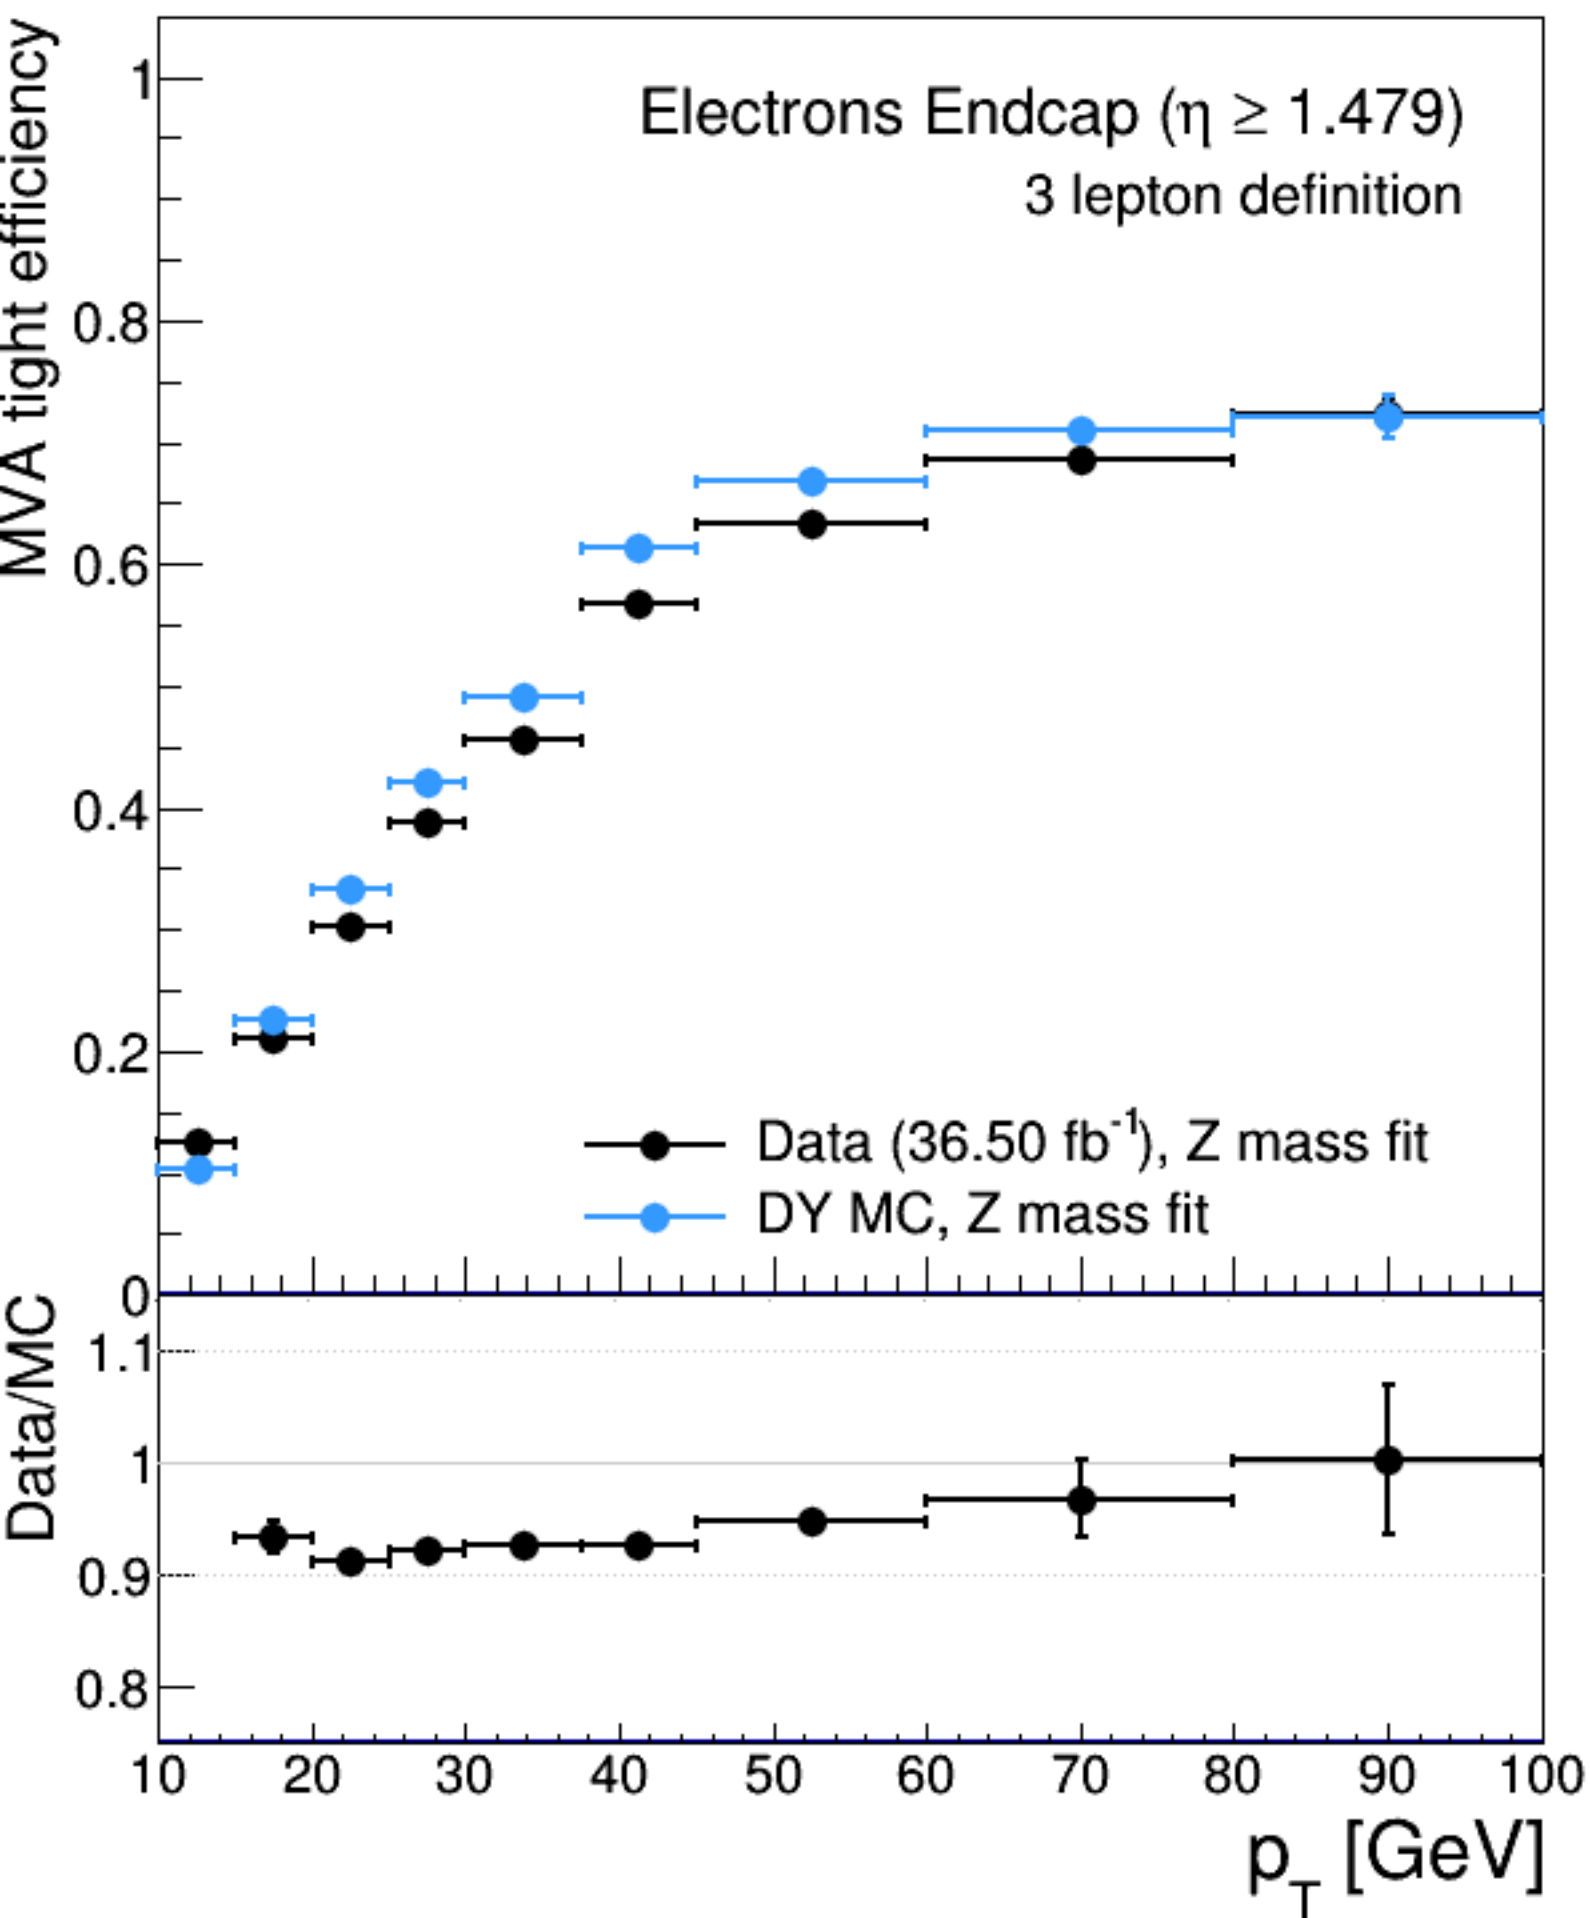 MVA tight efficiency
1
0.8
0.6
0.4
0.2
0
Electrons Endcap (η ≥ 1.479)
3 lepton definition
Data (36.50 fb⁻¹), Z mass fit
DY MC, Z mass fit
Data/MC
1.1
1
0.9
0.8
10 20 30 40 50 60 70 80 90 100
p_T [GeV]